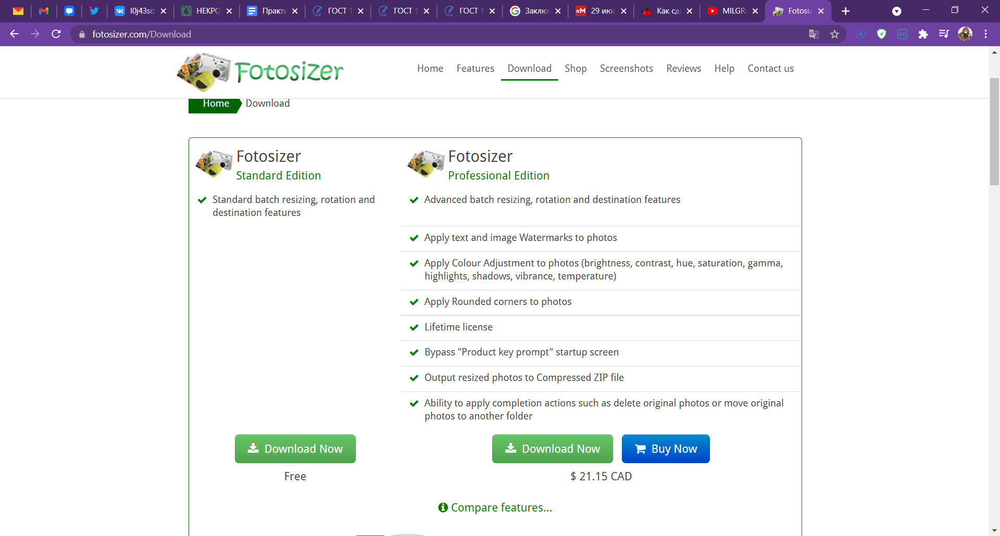 l0j43sd
НЕКРО
Практи
ГОСТ 1
ГОСТ 1
ГОСТ 1
Заклю
29 июл
Как сд
MILGR
Fotosiz
fotosizer.com/Download
Fotosizer
Home
Features
Download
Shop
Screenshots
Reviews
Help
Contact us
Home
Download
Fotosizer
Standard Edition
Standard batch resizing, rotation and
destination features
Download Now
Free
Fotosizer
Professional Edition
Advanced batch resizing, rotation and destination features
Apply text and image Watermarks to photos
Apply Colour Adjustment to photos (brightness, contrast, hue, saturation, gamma,
highlights, shadows, vibrance, temperature)
Apply Rounded corners to photos
Lifetime license
Bypass "Product key prompt" startup screen
Output resized photos to Compressed ZIP file
Ability to apply completion actions such as delete original photos or move original
photos to another folder
Download Now
Buy Now
$ 21.15 CAD
Compare features...